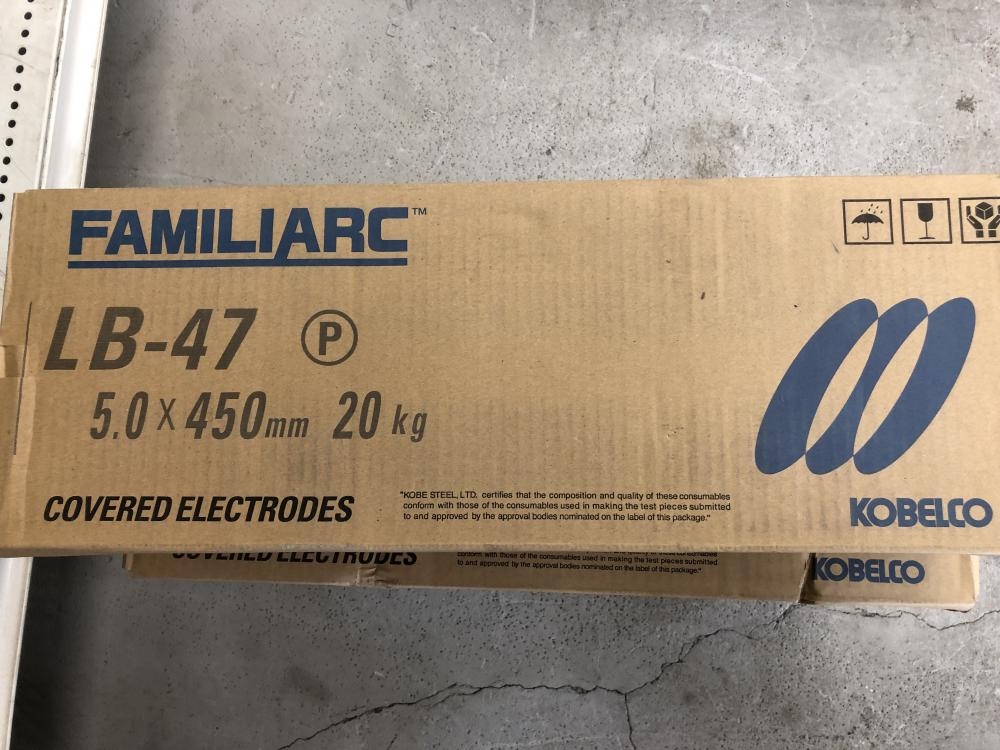 FAMILIARC™
LB-47 Ⓟ
5.0 X 450mm 20 kg
COVERED ELECTRODES
"KOBE STEEL, LTD. certifies that the composition and quality of these consumables
conform with those of the consumables used in making the test pieces submitted
to and approved by the approval bodies nominated on the label of this package."
KOBELCO
COVERED ELECTRODES
conform with those of the consumables used in making the test pieces submitted
to and approved by the approval bodies nominated on the label of this package."
KOBELCO